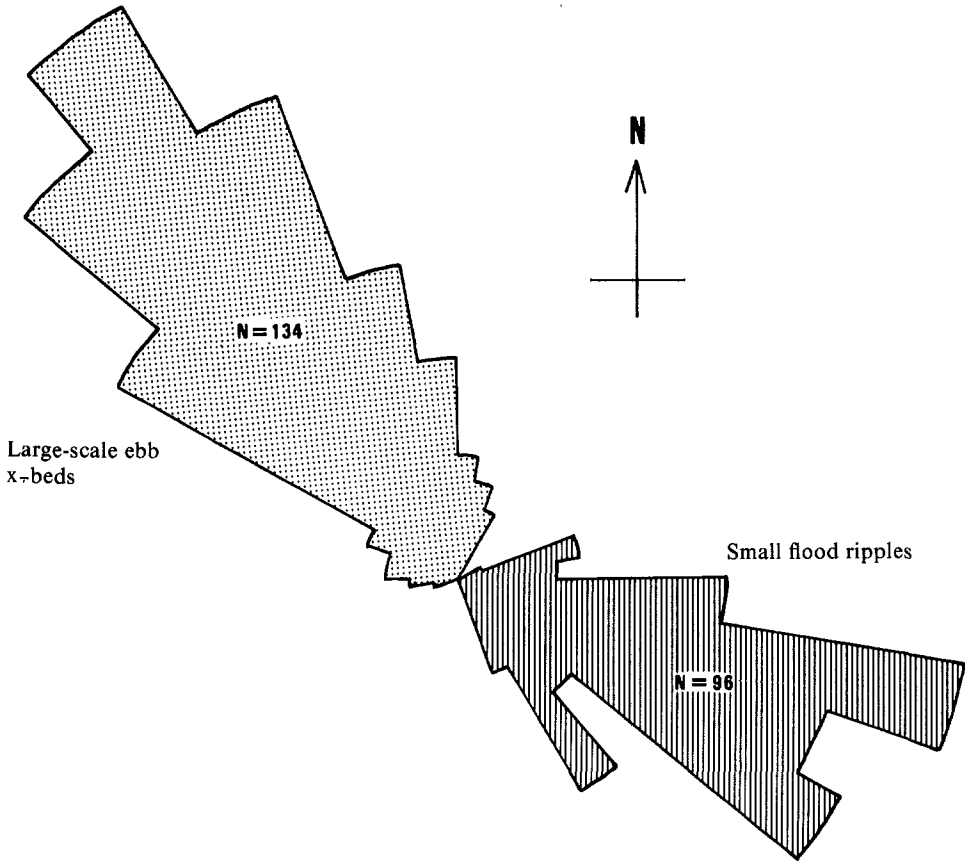 N
N = 134
Large-scale ebb
x-beds
Small flood ripples
N = 96